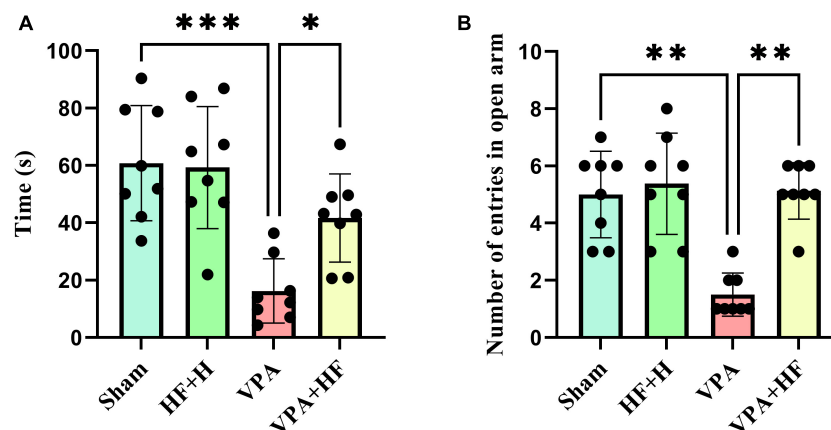 A
*** *
100
80
60
40
20
0
Time (s)
Sham HF+H VPA VPA+HF
B
** **
10
8
6
4
2
0
Number of entries in open arm
Sham HF+H VPA VPA+HF